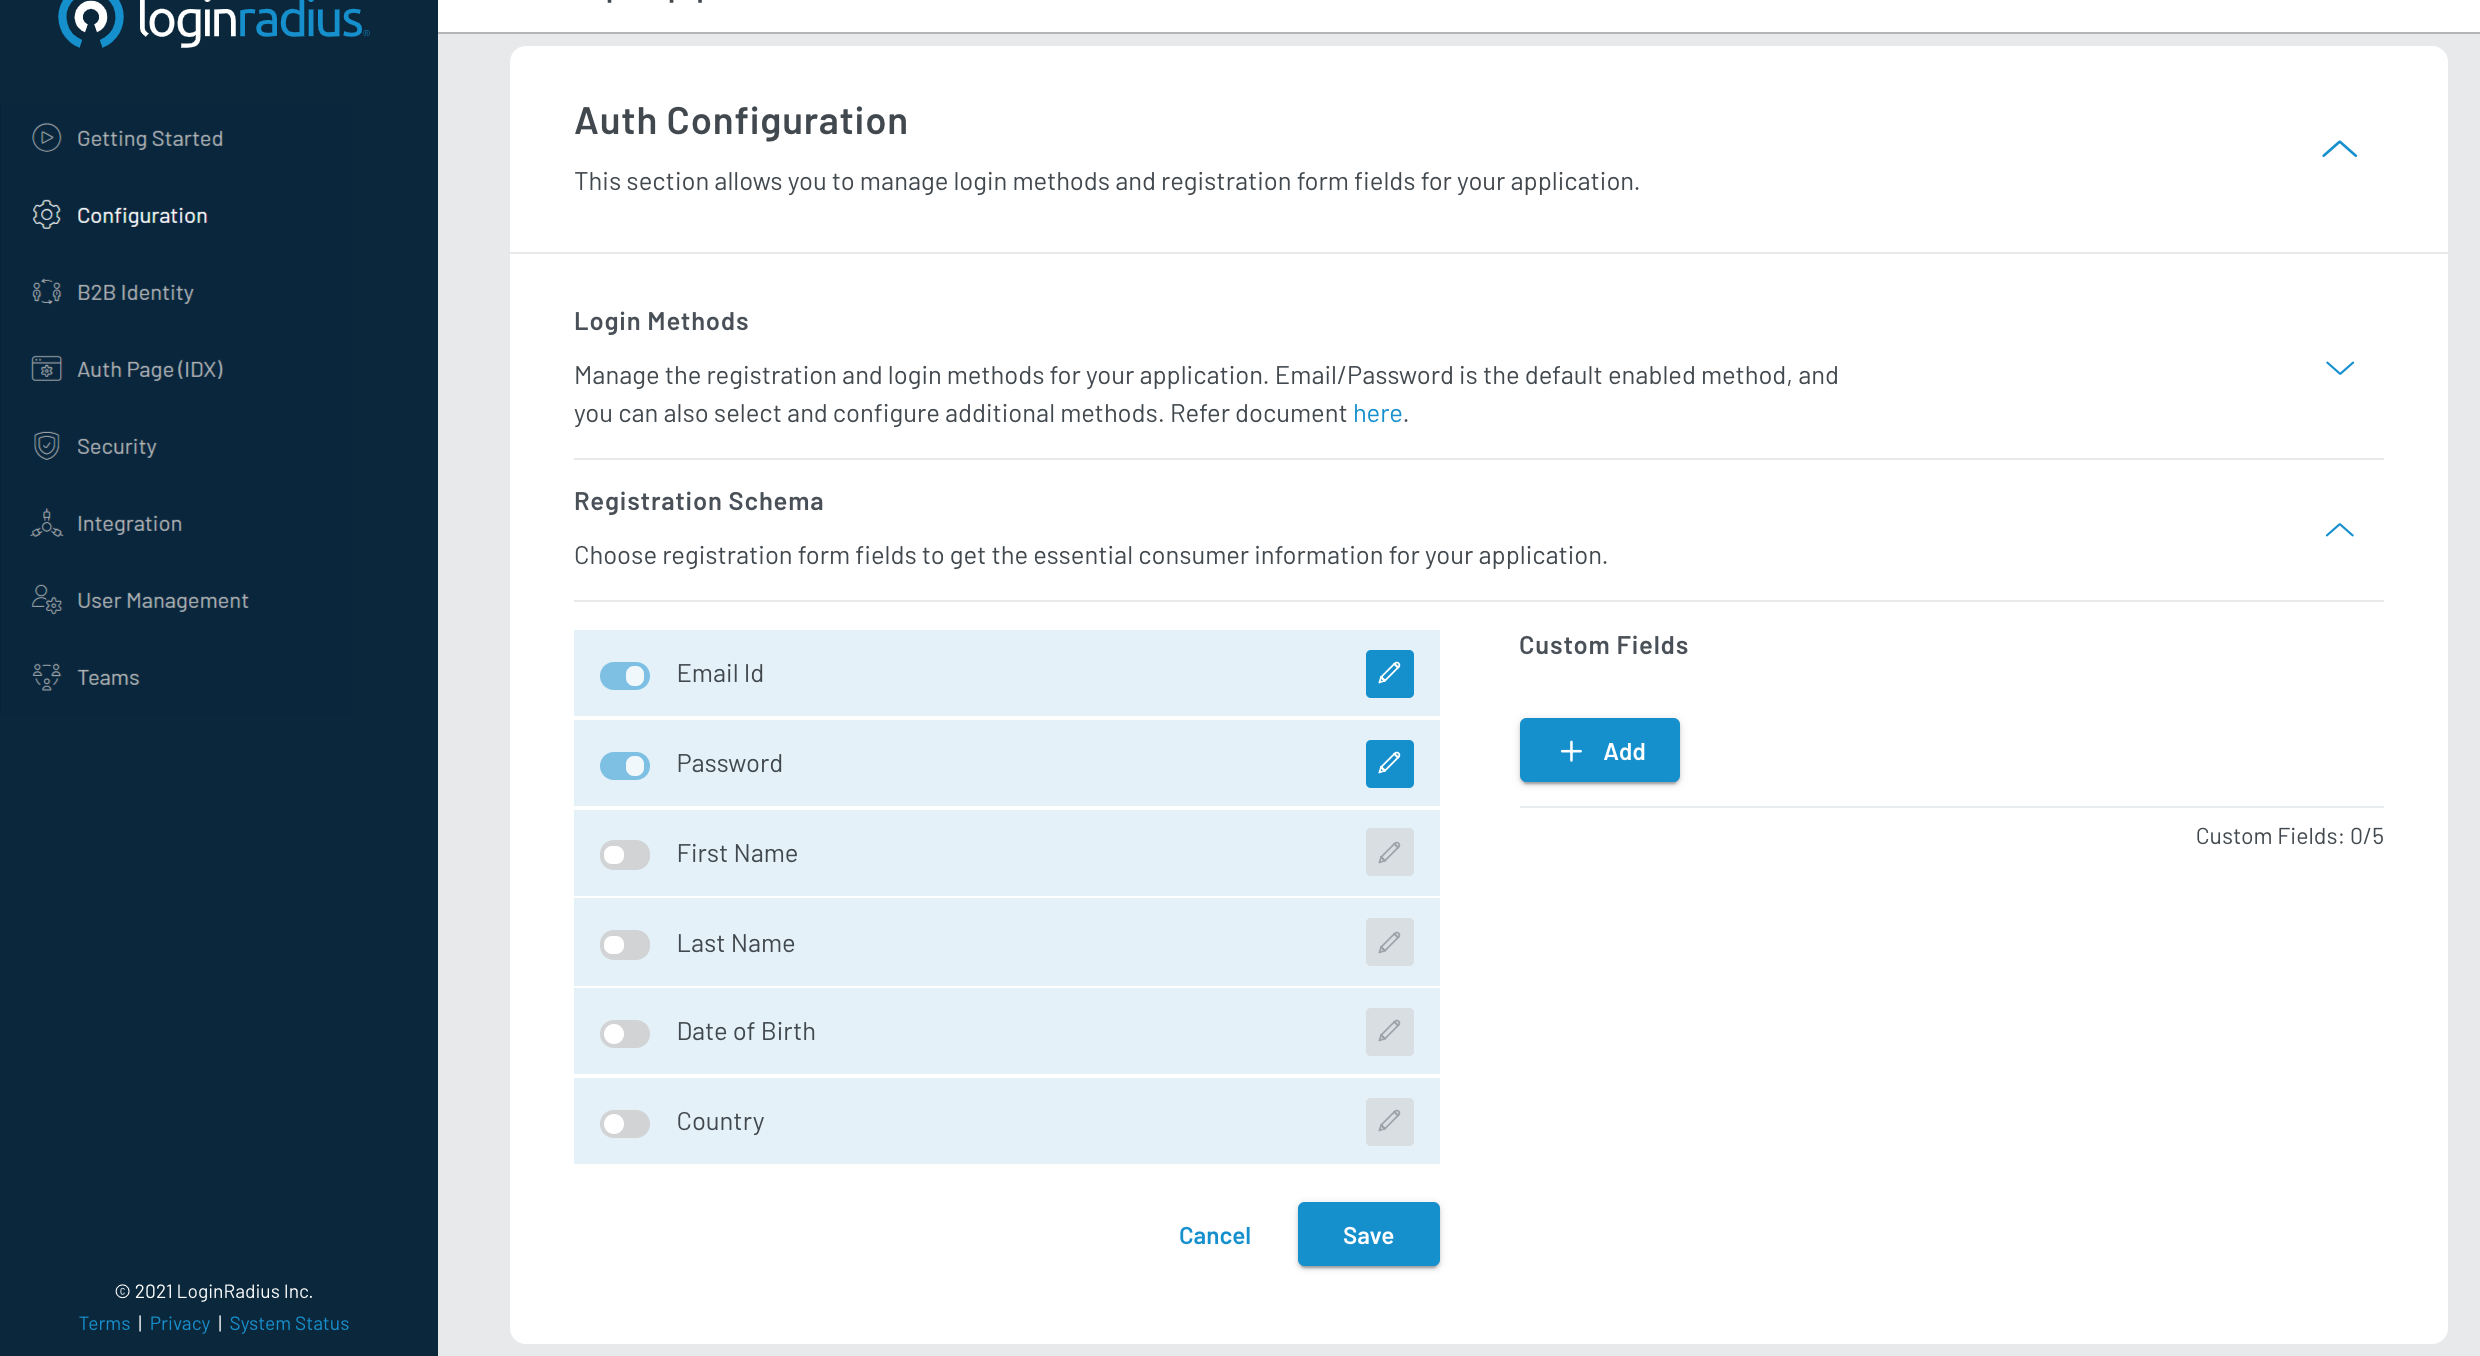 loginradius
Getting Started
Configuration
B2B Identity
Auth Page (IDX)
Security
Integration
User Management
Teams
© 2021 LoginRadius Inc.
Terms | Privacy | System Status
Auth Configuration
This section allows you to manage login methods and registration form fields for your application.
Login Methods
Manage the registration and login methods for your application. Email/Password is the default enabled method, and
you can also select and configure additional methods. Refer document here.
Registration Schema
Choose registration form fields to get the essential consumer information for your application.
Email Id
Password
First Name
Last Name
Date of Birth
Country
Cancel
Save
Custom Fields
+ Add
Custom Fields: 0/5